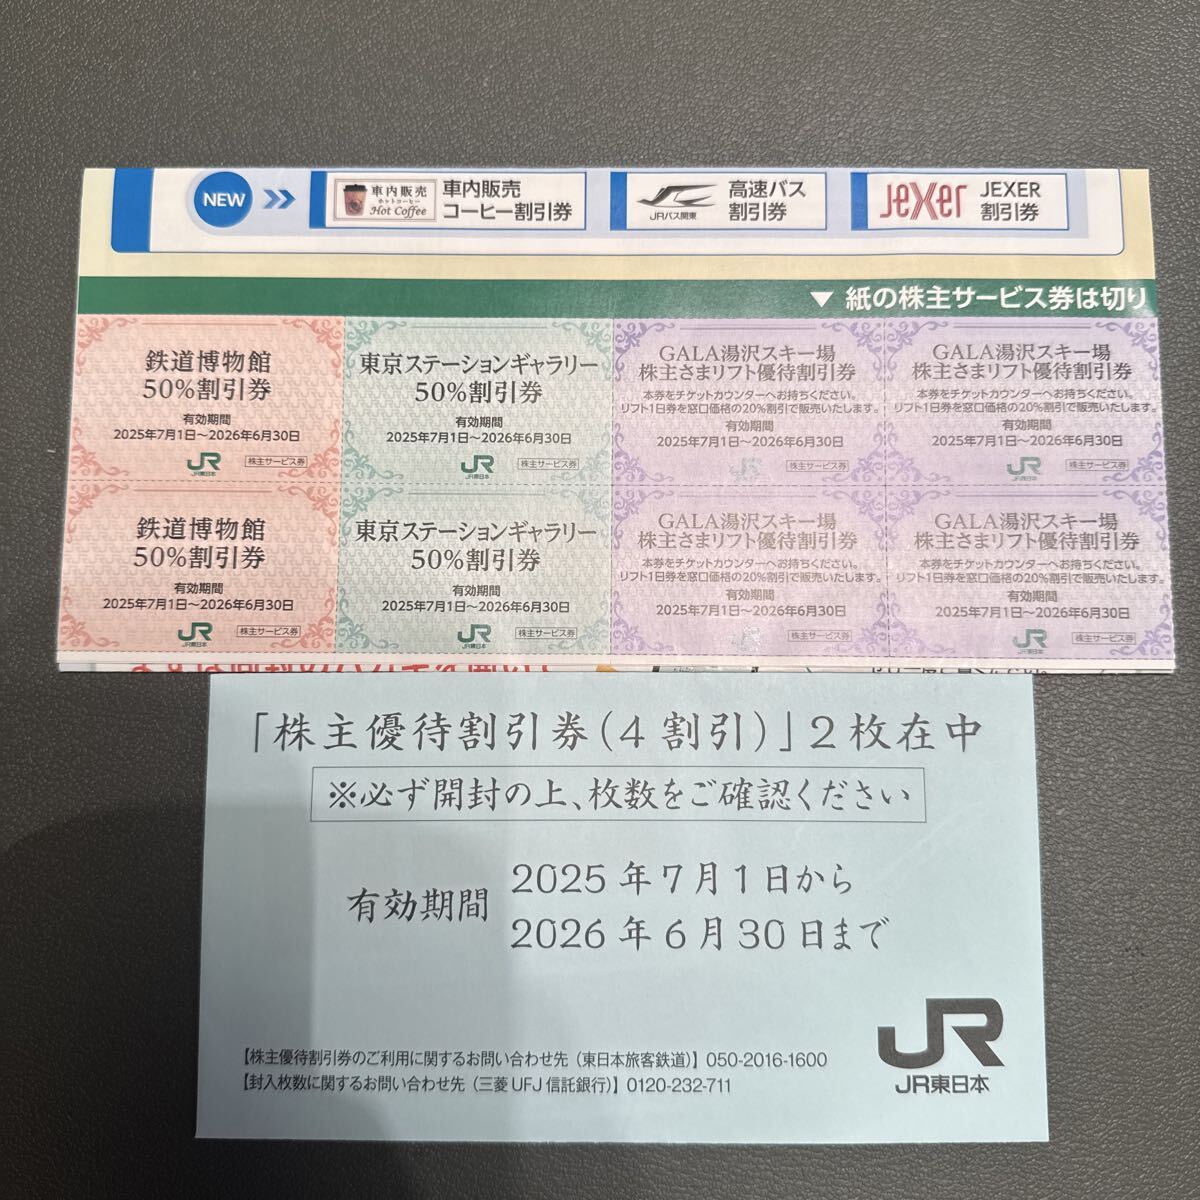 NEW
車内販売
ホットコーヒー
Hot Coffee
車内販売
コーヒー割引券
JRバス関東
高速バス
割引券
JEXER
JEXER
割引券
▼ 紙の株主サービス券は切り
鉄道博物館
50%割引券
有効期間
2025年7月1日～2026年6月30日
JR
JR東日本
株主サービス券
東京ステーションギャラリー
50%割引券
有効期間
2025年7月1日～2026年6月30日
JR
JR東日本
株主サービス券
GALA湯沢スキー場
株主さまリフト優待割引券
本券をチケットカウンターへお持ちください。
リフト1日券を窓口価格の20%割引で販売いたします。
有効期間
2025年7月1日～2026年6月30日
JR
株主サービス券
GALA湯沢スキー場
株主さまリフト優待割引券
本券をチケットカウンターへお持ちください。
リフト1日券を窓口価格の20%割引で販売いたします。
有効期間
2025年7月1日～2026年6月30日
JR
JR東日本
株主サービス券
鉄道博物館
50%割引券
有効期間
2025年7月1日～2026年6月30日
JR
JR東日本
株主サービス券
東京ステーションギャラリー
50%割引券
有効期間
2025年7月1日～2026年6月30日
JR
JR東日本
株主サービス券
GALA湯沢スキー場
株主さまリフト優待割引券
本券をチケットカウンターへお持ちください。
リフト1日券を窓口価格の20%割引で販売いたします。
有効期間
2025年7月1日～2026年6月30日
株主サービス券
GALA湯沢スキー場
株主さまリフト優待割引券
本券をチケットカウンターへお持ちください。
リフト1日券を窓口価格の20%割引で販売いたします。
有効期間
2025年7月1日～2026年6月30日
JR
JR東日本
株主サービス券
「株主優待割引券(4割引)」2枚在中
※必ず開封の上、枚数をご確認ください
有効期間
2025年7月1日から
2026年6月30日まで
【株主優待割引券のご利用に関するお問い合わせ先（東日本旅客鉄道）】050-2016-1600
【封入枚数に関するお問い合わせ先（三菱UFJ信託銀行）】0120-232-711
JR
JR東日本